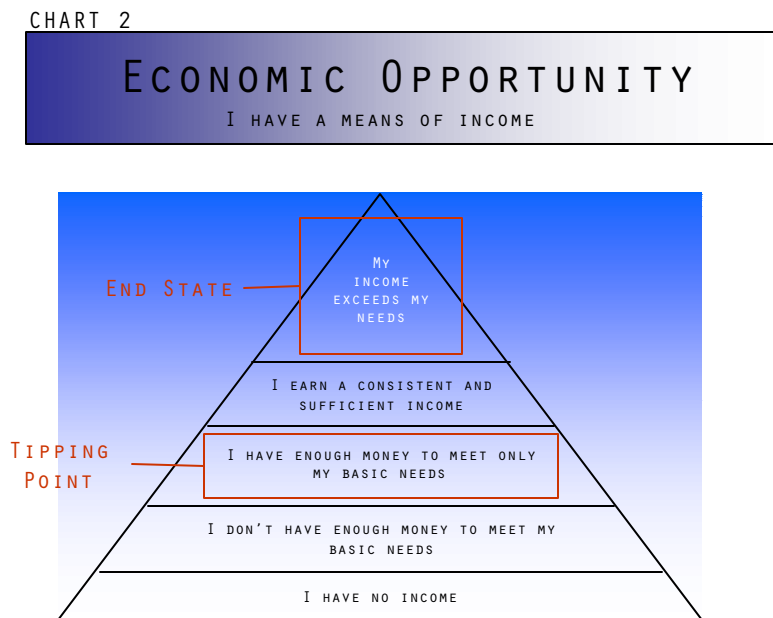 CHART 2
ECONOMIC OPPORTUNITY
I HAVE A MEANS OF INCOME
MY
INCOME
EXCEEDS MY
NEEDS
END STATE
I EARN A CONSISTENT AND
SUFFICIENT INCOME
TIPPING
POINT
I HAVE ENOUGH MONEY TO MEET ONLY
MY BASIC NEEDS
I DON'T HAVE ENOUGH MONEY TO MEET MY
BASIC NEEDS
I HAVE NO INCOME